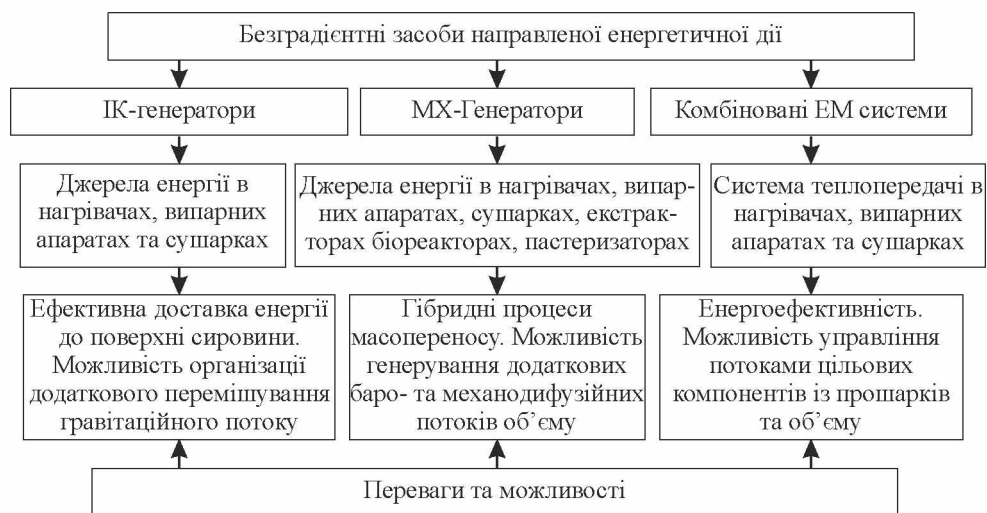 Безградієнтні засоби направленої енергетичної дії
ІК-генератори
МХ-Генератори
Комбіновані ЕМ системи
Джерела енергії в
нагрівачах, випарних
апаратах та сушарках
Джерела енергії в нагрівачах, випар-
них апаратах, сушарках, екстрак-
торах біореакторах, пастеризаторах
Система теплопередачі в
нагрівачах, випарних
апаратах та сушарках
Ефективна доставка енергії
до поверхні сировини.
Можливість організації
додаткового перемішування
гравітаційного потоку
Гібридні процеси
масопереносу. Можливість
генерування додаткових
баро- та механодифузійних
потоків об’єму
Енергоефективність.
Можливість управління
потоками цільових
компонентів із прошарків
та об’єму
Переваги та можливості